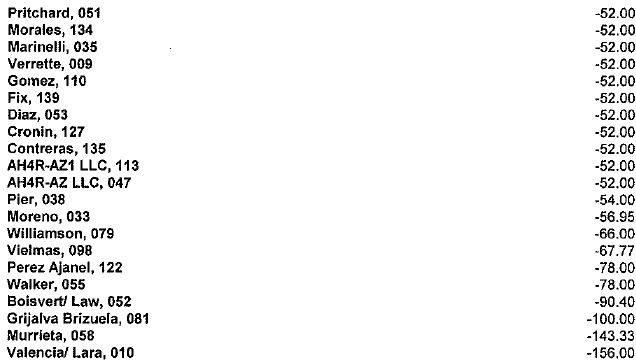 Pritchard, 051 -52.00
Morales, 134 -52.00
Marinelli, 035 -52.00
Verrette, 009 -52.00
Gomez, 110 -52.00
Fix, 139 -52.00
Diaz, 053 -52.00
Cronin, 127 -52.00
Contreras, 135 -52.00
AH4R-AZ1 LLC, 113 -52.00
AH4R-AZ LLC, 047 -52.00
Pier, 038 -54.00
Moreno, 033 -56.95
Williamson, 079 -66.00
Vielmas, 098 -67.77
Perez Ajanel, 122 -78.00
Walker, 055 -78.00
Boisvert/ Law, 052 -90.40
Grijalva Brizuela, 081 -100.00
Murrieta, 058 -143.33
Valencia/ Lara, 010 -156.00